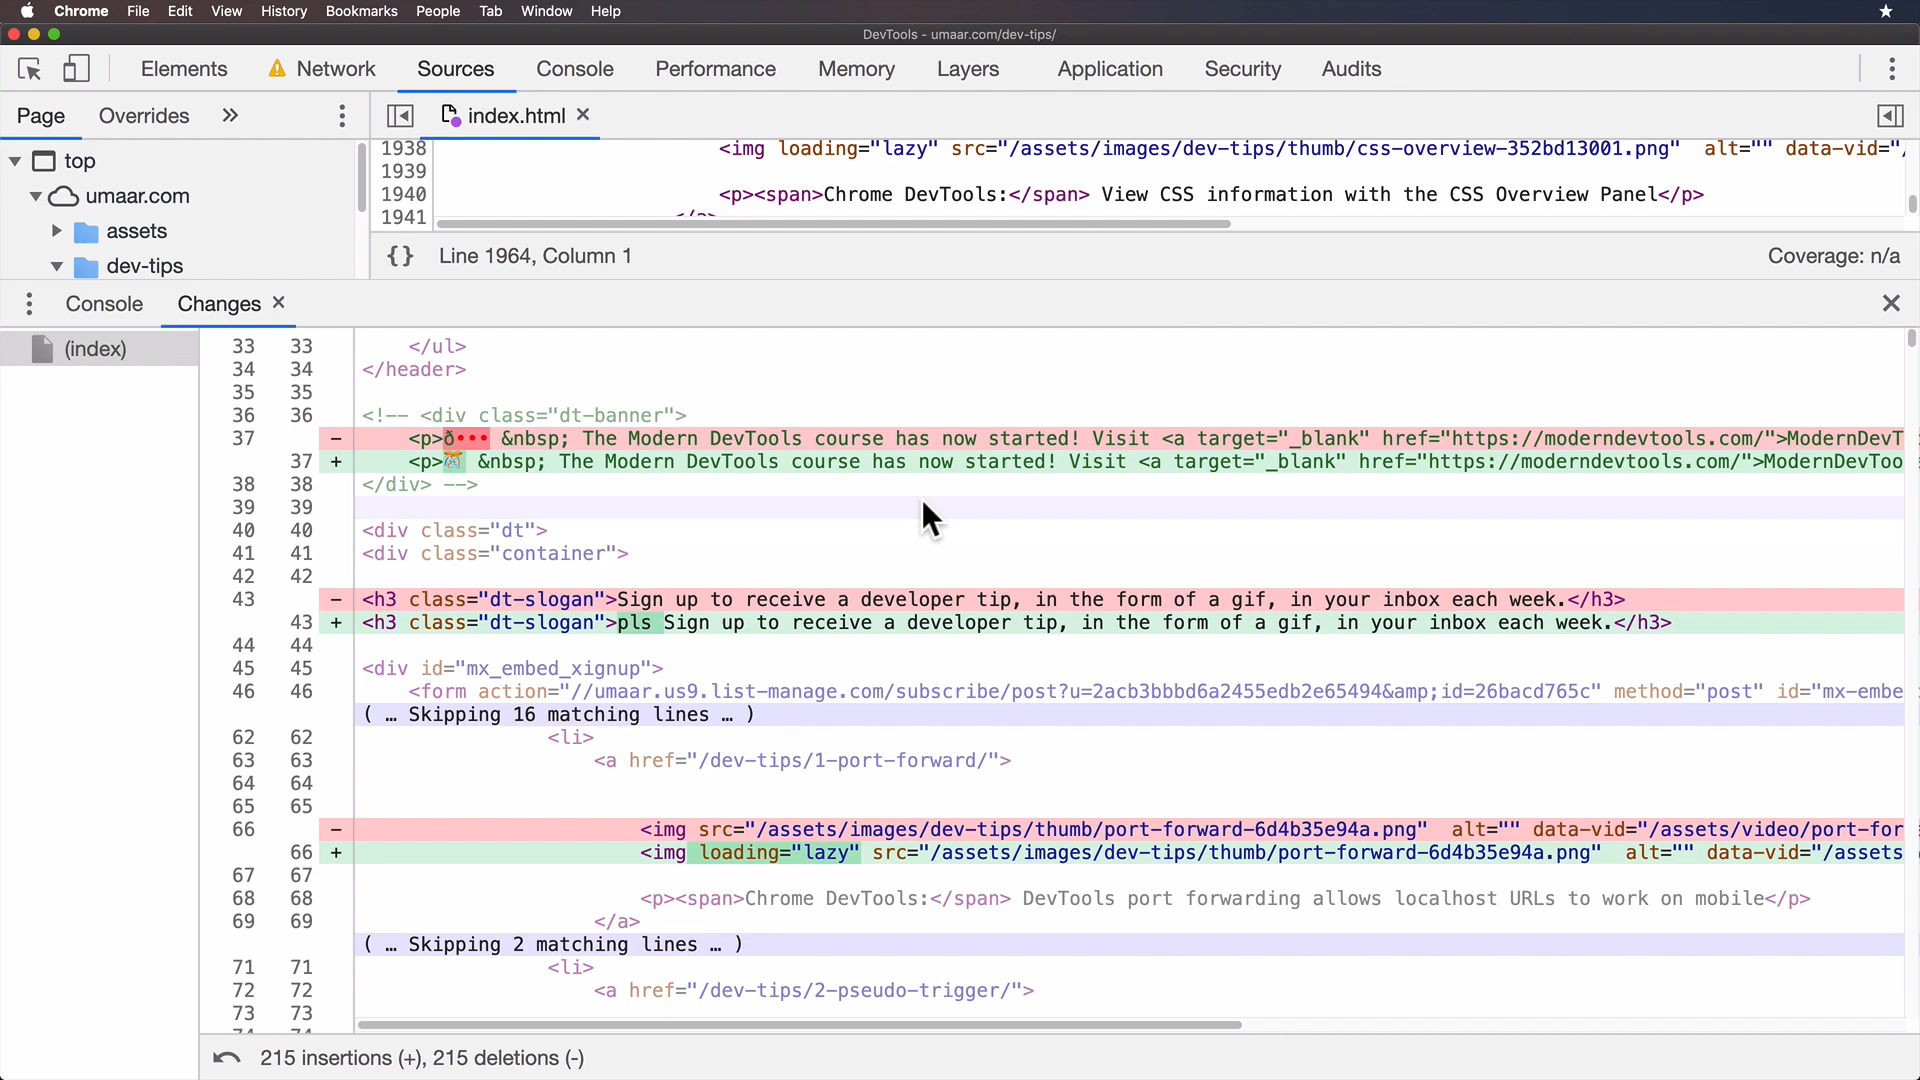 Chrome File Edit View History Bookmarks People Tab Window Help
DevTools - umaar.com/dev-tips/
Elements Network Sources Console Performance Memory Layers Application Security Audits
Page Overrides » index.html ×
top
umaar.com
assets
dev-tips
1938 <img loading="lazy" src="/assets/images/dev-tips/thumb/css-overview-352bd13001.png" alt="" data-vid="/
1939
1940 <p><span>Chrome DevTools:</span> View CSS information with the CSS Overview Panel</p>
1941 </a>
{} Line 1964, Column 1 Coverage: n/a
Console Changes × ×
(index)
33 33 </ul>
34 34 </header>
35 35
36 36 <!-- <div class="dt-banner">
37 - <p>ð••• &nbsp; The Modern DevTools course has now started! Visit <a target="_blank" href="https://moderndevtools.com/">ModernDevT
37 + <p>🎊 &nbsp; The Modern DevTools course has now started! Visit <a target="_blank" href="https://moderndevtools.com/">ModernDevToo
38 38 </div> -->
39 39
40 40 <div class="dt">
41 41 <div class="container">
42 42
43 - <h3 class="dt-slogan">Sign up to receive a developer tip, in the form of a gif, in your inbox each week.</h3>
43 + <h3 class="dt-slogan">pls Sign up to receive a developer tip, in the form of a gif, in your inbox each week.</h3>
44 44
45 45 <div id="mx_embed_xignup">
46 46 <form action="//umaar.us9.list-manage.com/subscribe/post?u=2acb3bbbd6a2455edb2e65494&amp;id=26bacd765c" method="post" id="mx-embe
( … Skipping 16 matching lines … )
62 62 <li>
63 63 <a href="/dev-tips/1-port-forward/">
64 64
65 65
66 - <img src="/assets/images/dev-tips/thumb/port-forward-6d4b35e94a.png" alt="" data-vid="/assets/video/port-for
66 + <img loading="lazy" src="/assets/images/dev-tips/thumb/port-forward-6d4b35e94a.png" alt="" data-vid="/assets
67 67
68 68 <p><span>Chrome DevTools:</span> DevTools port forwarding allows localhost URLs to work on mobile</p>
69 69 </a>
( … Skipping 2 matching lines … )
71 71 <li>
72 72 <a href="/dev-tips/2-pseudo-trigger/">
73 73
74 74
215 insertions (+), 215 deletions (-)